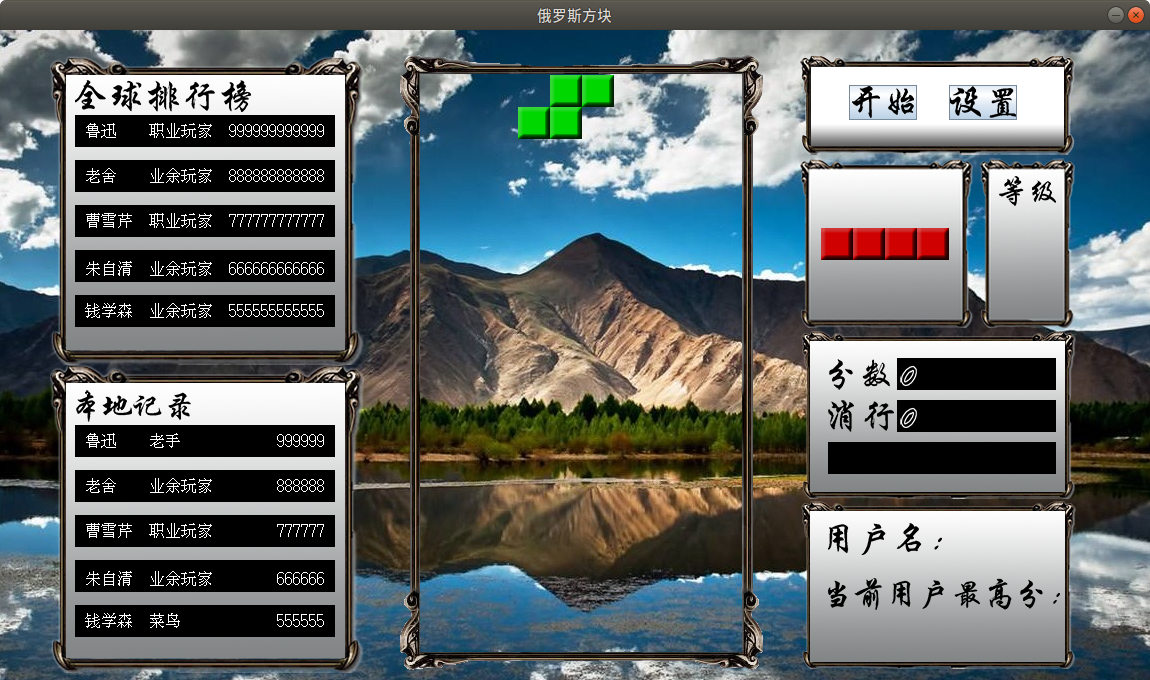 俄罗斯方块
全球排行榜
鲁迅 职业玩家 999999999999
老舍 业余玩家 888888888888
曹雪芹 职业玩家 777777777777
朱自清 业余玩家 666666666666
钱学森 业余玩家 555555555555
本地记录
鲁迅 老手 999999
老舍 业余玩家 888888
曹雪芹 职业玩家 777777
朱自清 业余玩家 666666
钱学森 菜鸟 555555
开始 设置
等级
分数 0
消行 0
用户名：
当前用户最高分：